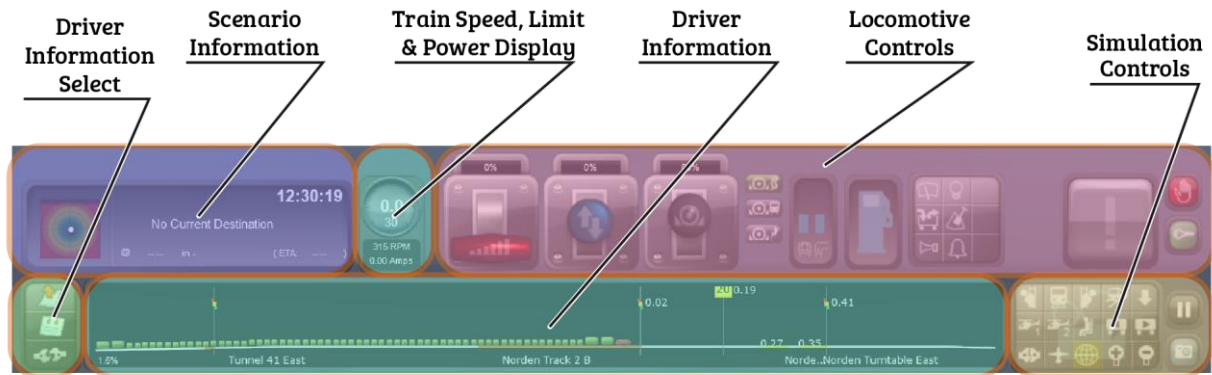 Driver
Information
Select
Scenario
Information
Train Speed, Limit
& Power Display
Driver
Information
Locomotive
Controls
Simulation
Controls
12:30:19
No Current Destination
@ --:-- in - (ETA: --:-- )
0.0
30
315 RPM
0.00 Amps
0%
0%
0%
20 0.19
0.02
0.41
0.27 0.35
1.6%
Tunnel 41 East
Norden Track 2 B
Norde..Norden Turntable East